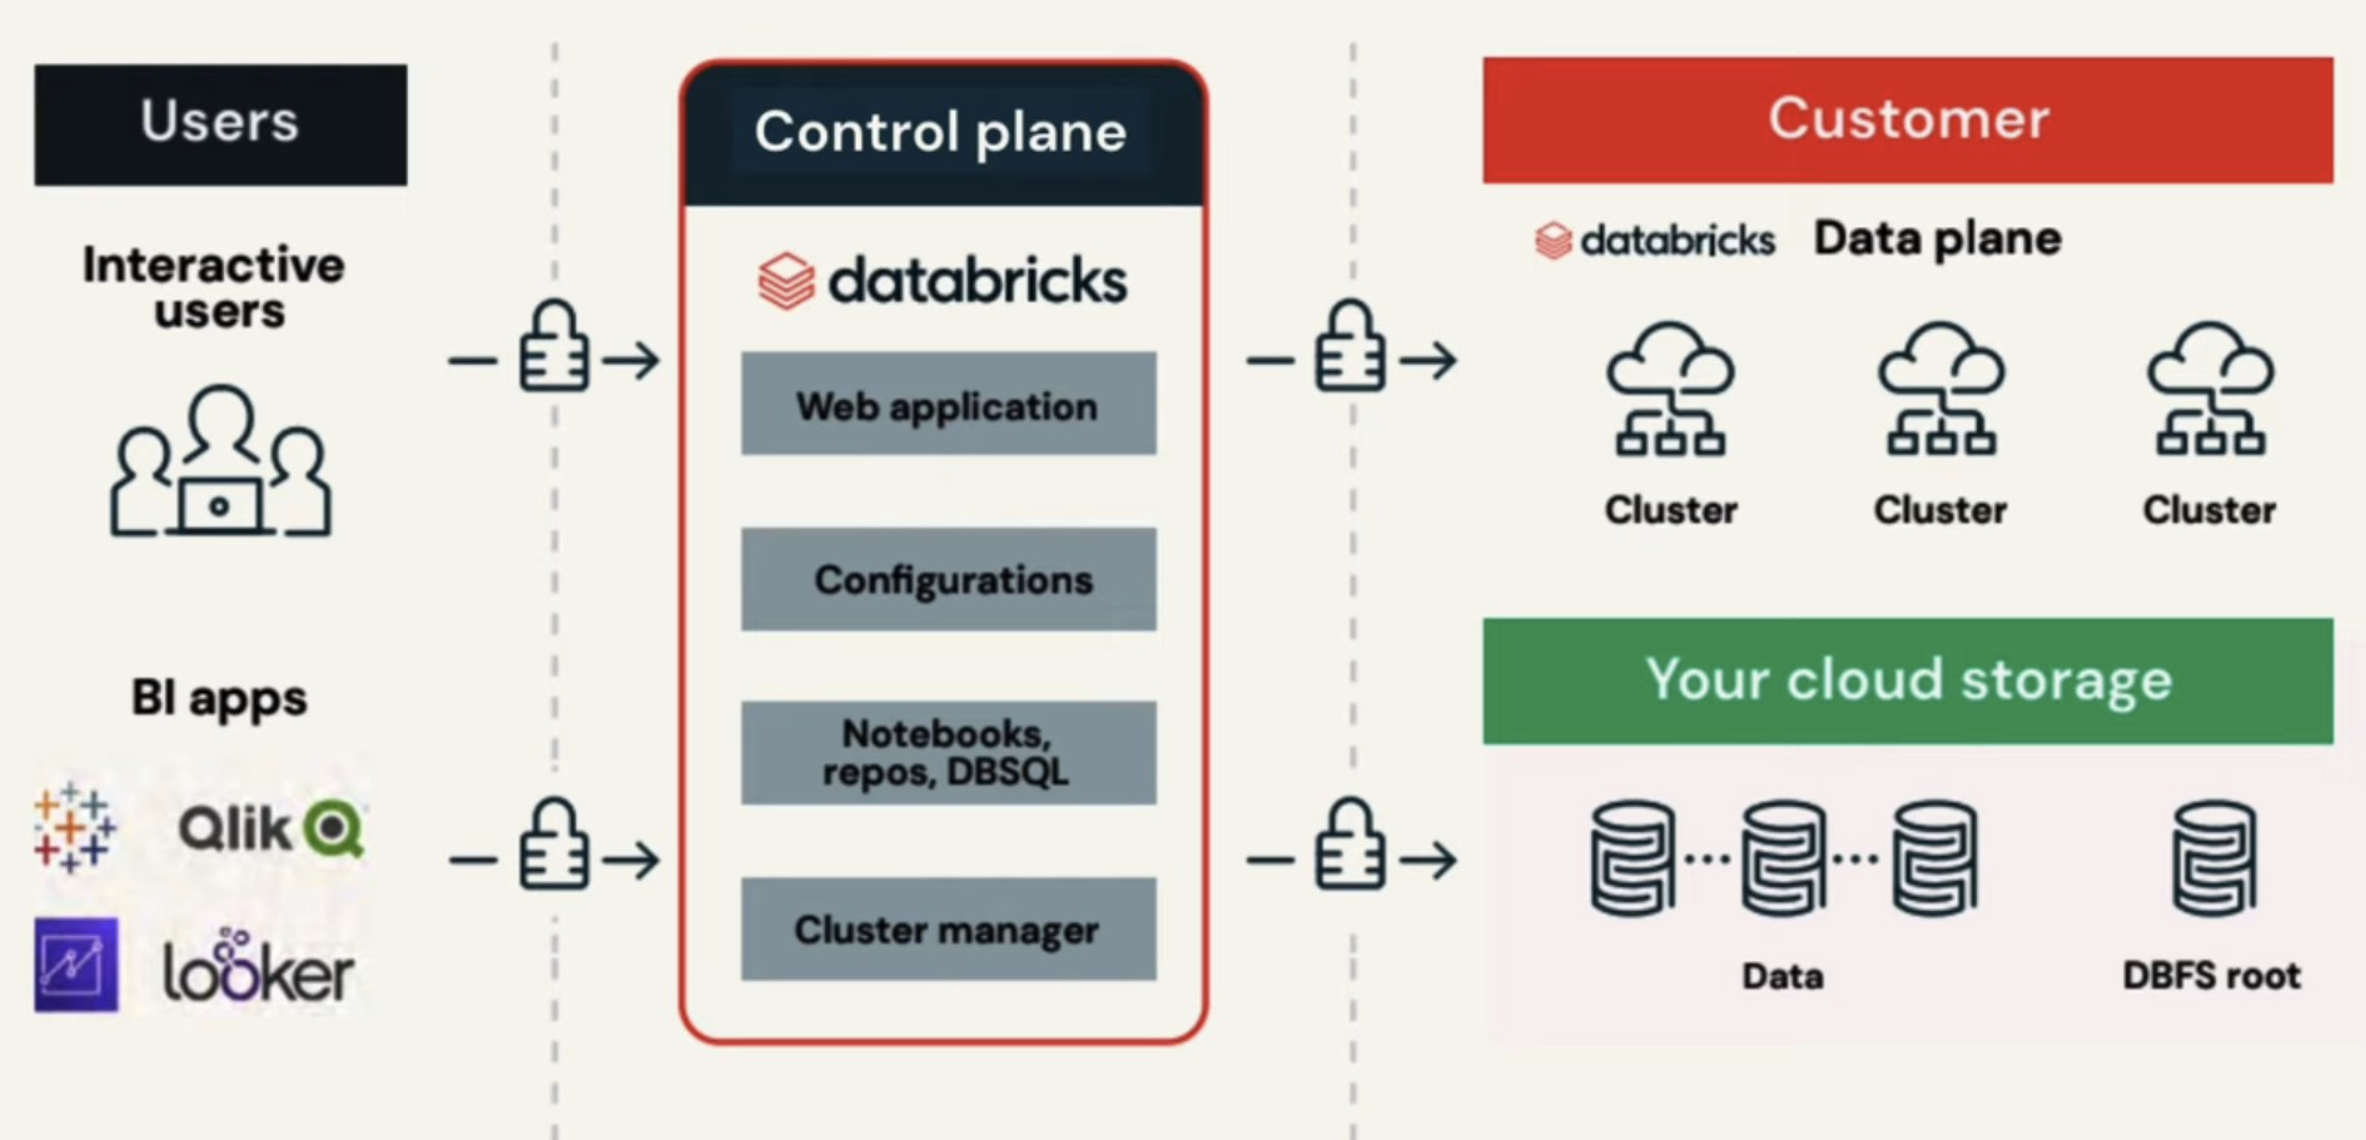 Users
Interactive
users
BI apps
Qlik
looker
Control plane
databricks
Web application
Configurations
Notebooks,
repos, DBSQL
Cluster manager
Customer
databricks Data plane
Cluster Cluster Cluster
Your cloud storage
Data DBFS root